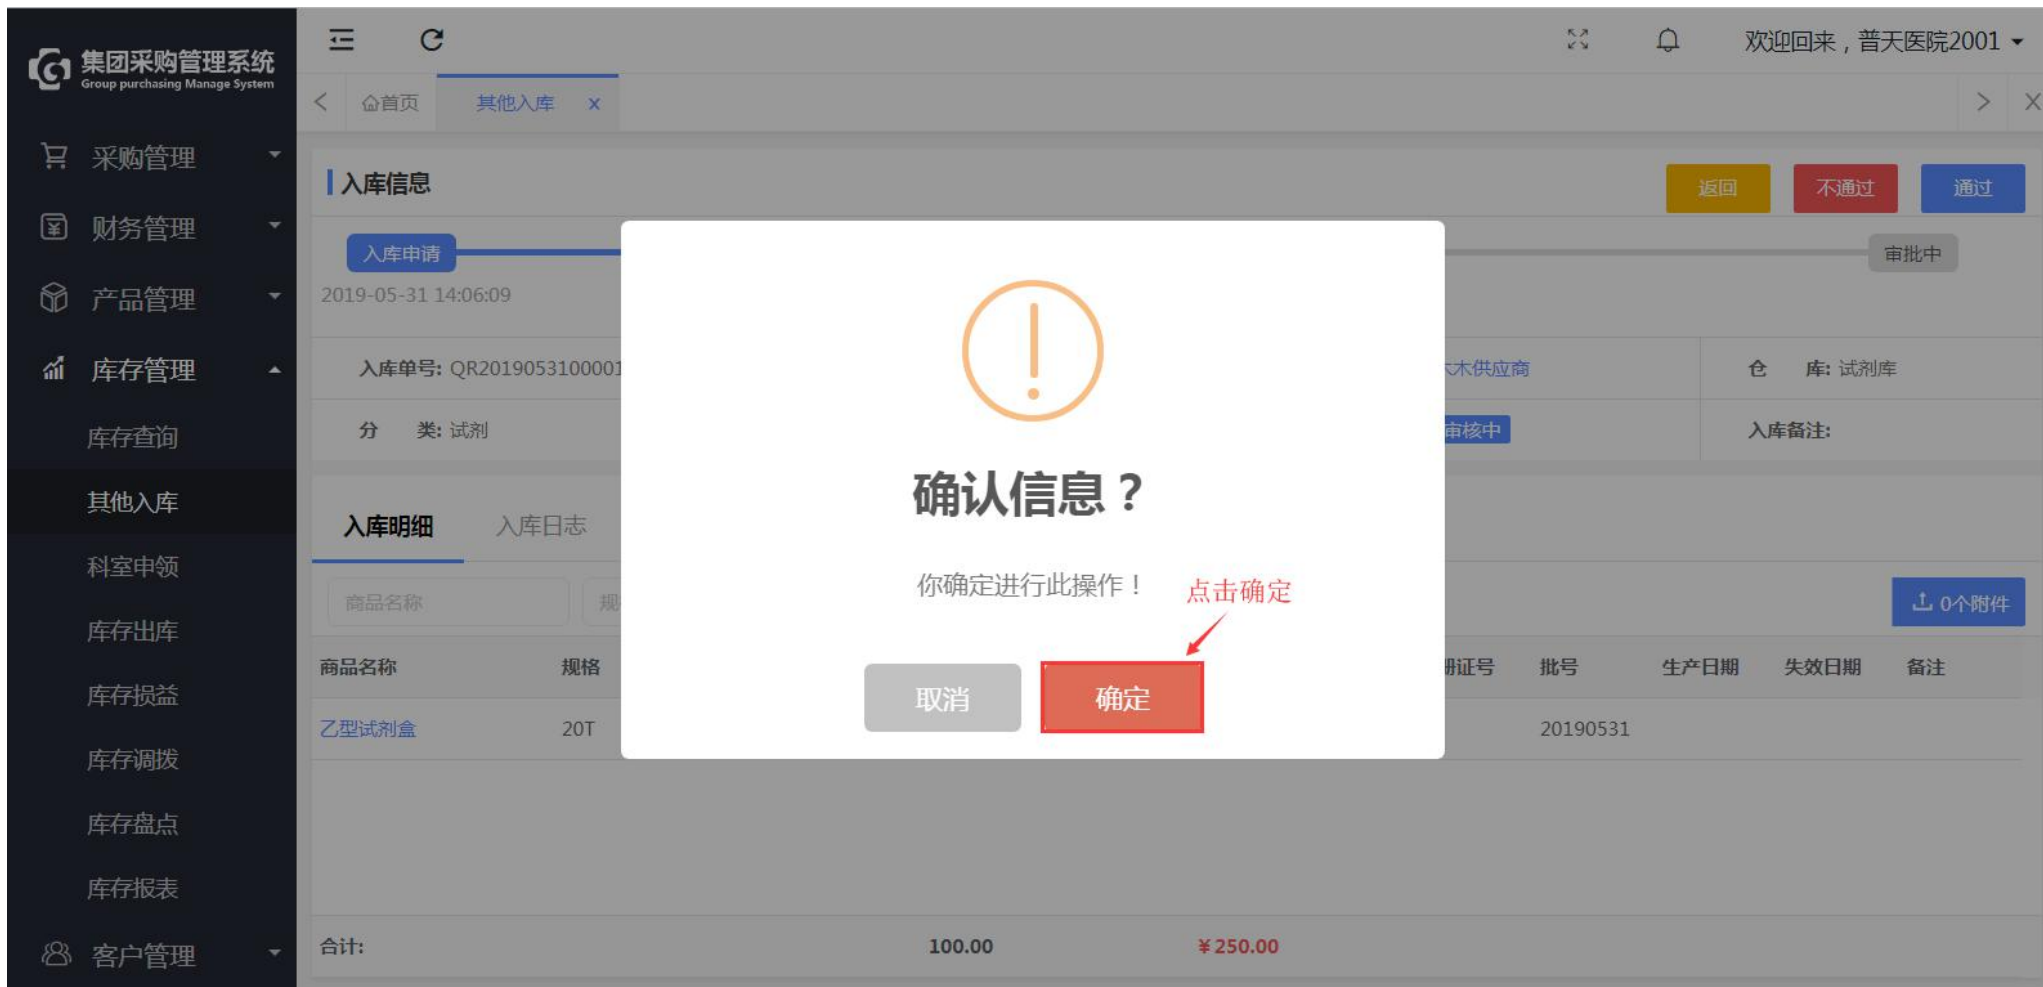 集团采购管理系统
Group purchasing Manage System
欢迎回来，普天医院2001
首页
其他入库 x
采购管理
财务管理
产品管理
库存管理
库存查询
其他入库
科室申领
库存出库
库存损益
库存调拨
库存盘点
库存报表
客户管理
入库信息
返回
不通过
通过
入库申请
审批中
2019-05-31 14:06:09
入库单号: QR2019053100001
木供应商
仓 库: 试剂库
分 类: 试剂
审核中
入库备注:
入库明细
入库日志
商品名称
规
0个附件
商品名称 规格 证号 批号 生产日期 失效日期 备注
乙型试剂盒 20T 20190531
合计: 100.00 ¥250.00
确认信息？
你确定进行此操作！
点击确定
取消
确定